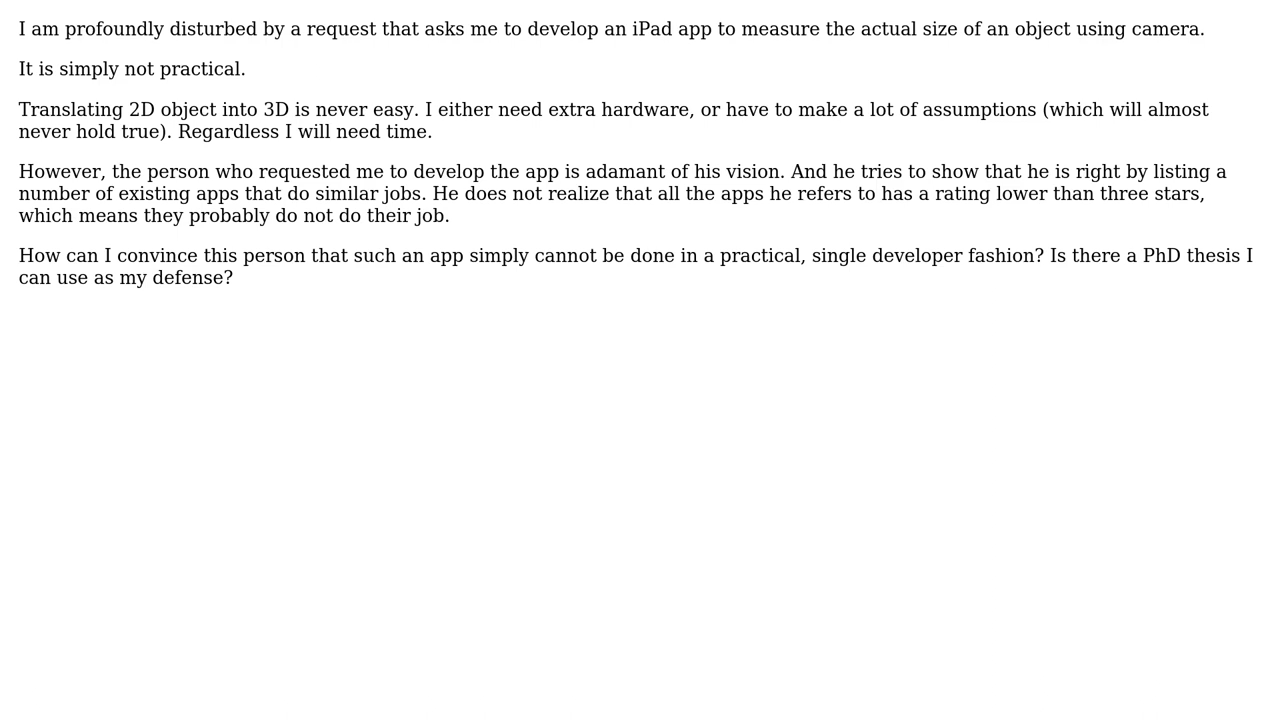 I am profoundly disturbed by a request that asks me to develop an iPad app to measure the actual size of an object using camera.
It is simply not practical.
Translating 2D object into 3D is never easy. I either need extra hardware, or have to make a lot of assumptions (which will almost
never hold true). Regardless I will need time.
However, the person who requested me to develop the app is adamant of his vision. And he tries to show that he is right by listing a
number of existing apps that do similar jobs. He does not realize that all the apps he refers to has a rating lower than three stars,
which means they probably do not do their job.
How can I convince this person that such an app simply cannot be done in a practical, single developer fashion? Is there a PhD thesis I
can use as my defense?